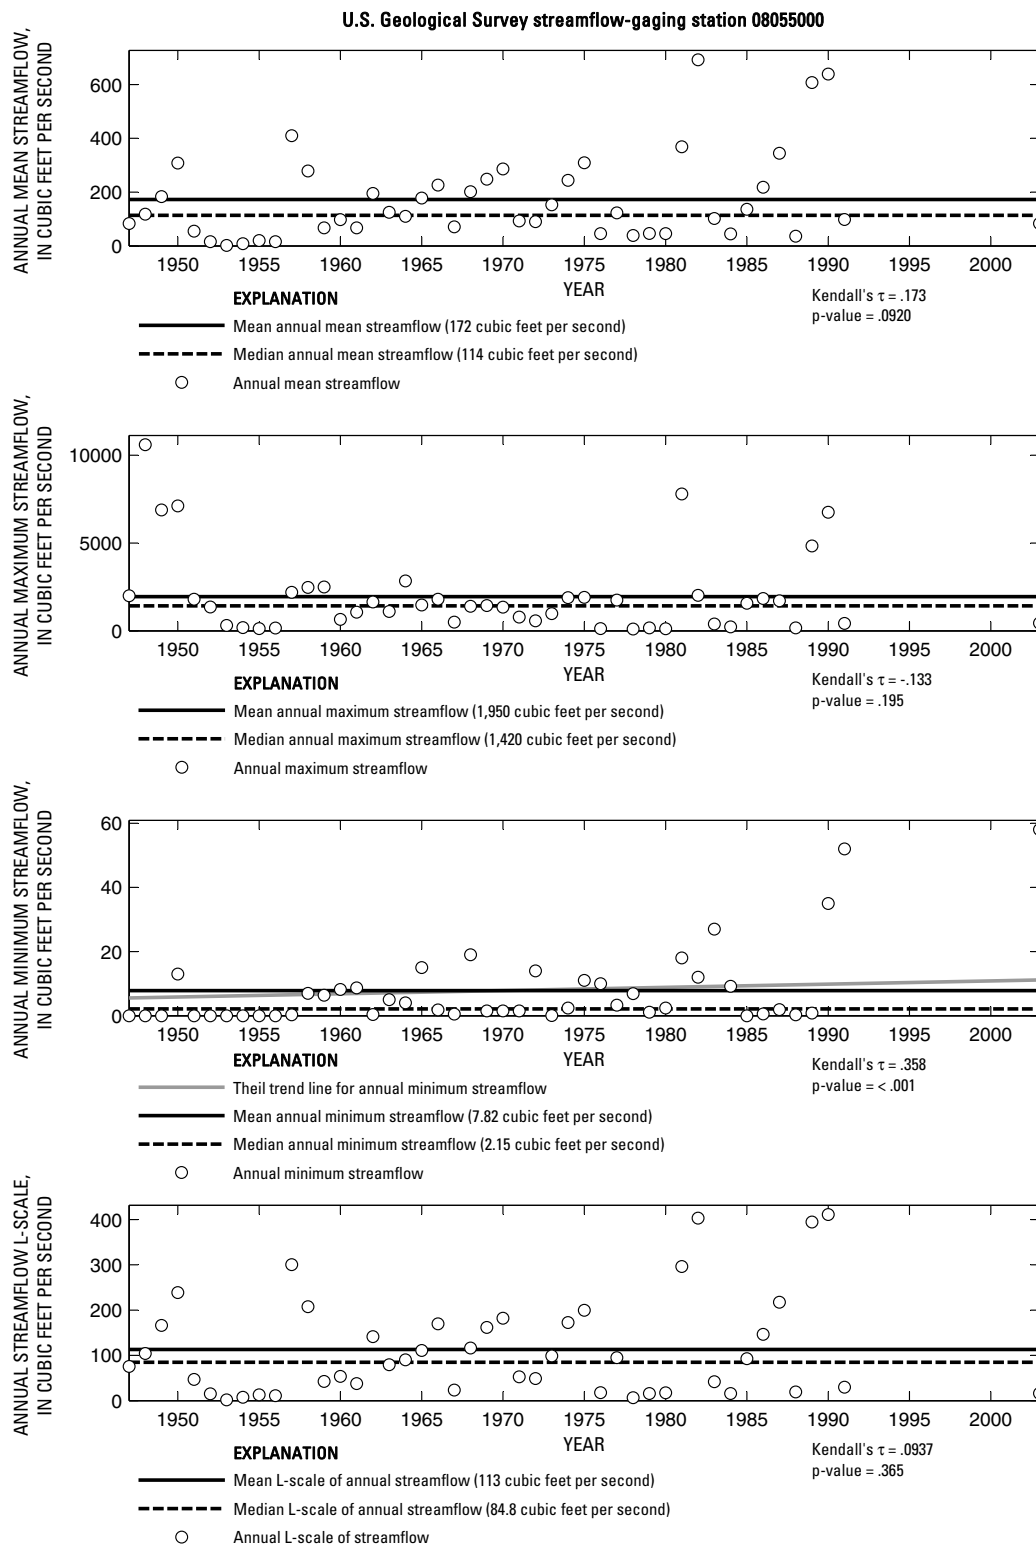 U.S. Geological Survey streamflow-gaging station 08055000
ANNUAL MEAN STREAMFLOW,
IN CUBIC FEET PER SECOND
600
400
200
0
1950 1955 1960 1965 1970 1975 1980 1985 1990 1995 2000
YEAR
EXPLANATION
Mean annual mean streamflow (172 cubic feet per second)
Median annual mean streamflow (114 cubic feet per second)
Annual mean streamflow
Kendall's τ = .173
p-value = .0920
ANNUAL MAXIMUM STREAMFLOW,
IN CUBIC FEET PER SECOND
10000
5000
0
1950 1955 1960 1965 1970 1975 1980 1985 1990 1995 2000
YEAR
EXPLANATION
Mean annual maximum streamflow (1,950 cubic feet per second)
Median annual maximum streamflow (1,420 cubic feet per second)
Annual maximum streamflow
Kendall's τ = -.133
p-value = .195
ANNUAL MINIMUM STREAMFLOW,
IN CUBIC FEET PER SECOND
60
40
20
0
1950 1955 1960 1965 1970 1975 1980 1985 1990 1995 2000
YEAR
EXPLANATION
Theil trend line for annual minimum streamflow
Mean annual minimum streamflow (7.82 cubic feet per second)
Median annual minimum streamflow (2.15 cubic feet per second)
Annual minimum streamflow
Kendall's τ = .358
p-value = < .001
ANNUAL STREAMFLOW L-SCALE,
IN CUBIC FEET PER SECOND
400
300
200
100
0
1950 1955 1960 1965 1970 1975 1980 1985 1990 1995 2000
YEAR
EXPLANATION
Mean L-scale of annual streamflow (113 cubic feet per second)
Median L-scale of annual streamflow (84.8 cubic feet per second)
Annual L-scale of streamflow
Kendall's τ = .0937
p-value = .365